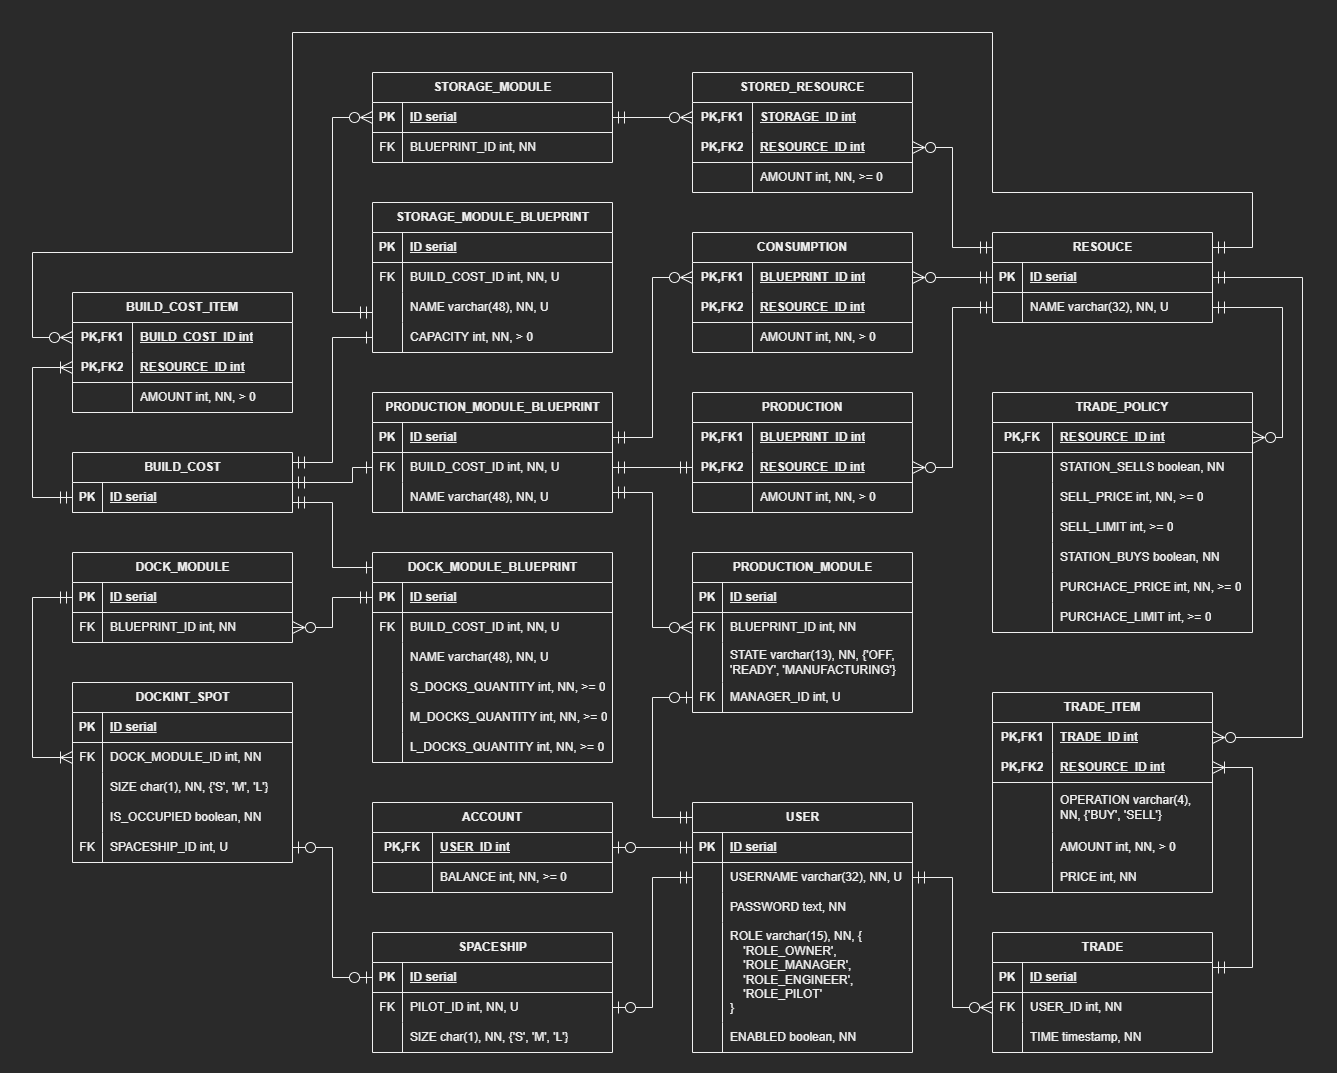 STORAGE_MODULE
PK ID serial
FK BLUEPRINT_ID int, NN
STORED_RESOURCE
PK,FK1 STORAGE_ID int
PK,FK2 RESOURCE_ID int
AMOUNT int, NN, >= 0
STORAGE_MODULE_BLUEPRINT
PK ID serial
FK BUILD_COST_ID int, NN, U
NAME varchar(48), NN, U
CAPACITY int, NN, > 0
CONSUMPTION
PK,FK1 BLUEPRINT_ID int
PK,FK2 RESOURCE_ID int
AMOUNT int, NN, > 0
RESOUCE
PK ID serial
NAME varchar(32), NN, U
BUILD_COST_ITEM
PK,FK1 BUILD_COST_ID int
PK,FK2 RESOURCE_ID int
AMOUNT int, NN, > 0
PRODUCTION_MODULE_BLUEPRINT
PK ID serial
FK BUILD_COST_ID int, NN, U
NAME varchar(48), NN, U
PRODUCTION
PK,FK1 BLUEPRINT_ID int
PK,FK2 RESOURCE_ID int
AMOUNT int, NN, > 0
TRADE_POLICY
PK,FK RESOURCE_ID int
STATION_SELLS boolean, NN
SELL_PRICE int, NN, >= 0
SELL_LIMIT int, >= 0
STATION_BUYS boolean, NN
PURCHACE_PRICE int, NN, >= 0
PURCHACE_LIMIT int, >= 0
BUILD_COST
PK ID serial
DOCK_MODULE
PK ID serial
FK BLUEPRINT_ID int, NN
DOCK_MODULE_BLUEPRINT
PK ID serial
FK BUILD_COST_ID int, NN, U
NAME varchar(48), NN, U
S_DOCKS_QUANTITY int, NN, >= 0
M_DOCKS_QUANTITY int, NN, >= 0
L_DOCKS_QUANTITY int, NN, >= 0
PRODUCTION_MODULE
PK ID serial
FK BLUEPRINT_ID int, NN
STATE varchar(13), NN, {'OFF,
'READY', 'MANUFACTURING'}
FK MANAGER_ID int, U
DOCKINT_SPOT
PK ID serial
FK DOCK_MODULE_ID int, NN
SIZE char(1), NN, {'S', 'M', 'L'}
IS_OCCUPIED boolean, NN
FK SPACESHIP_ID int, U
TRADE_ITEM
PK,FK1 TRADE_ID int
PK,FK2 RESOURCE_ID int
OPERATION varchar(4),
NN, {'BUY', 'SELL'}
AMOUNT int, NN, > 0
PRICE int, NN
ACCOUNT
PK,FK USER_ID int
BALANCE int, NN, >= 0
USER
PK ID serial
USERNAME varchar(32), NN, U
PASSWORD text, NN
ROLE varchar(15), NN, {
'ROLE_OWNER',
'ROLE_MANAGER',
'ROLE_ENGINEER',
'ROLE_PILOT'
}
ENABLED boolean, NN
SPACESHIP
PK ID serial
FK PILOT_ID int, NN, U
SIZE char(1), NN, {'S', 'M', 'L'}
TRADE
PK ID serial
FK USER_ID int, NN
TIME timestamp, NN